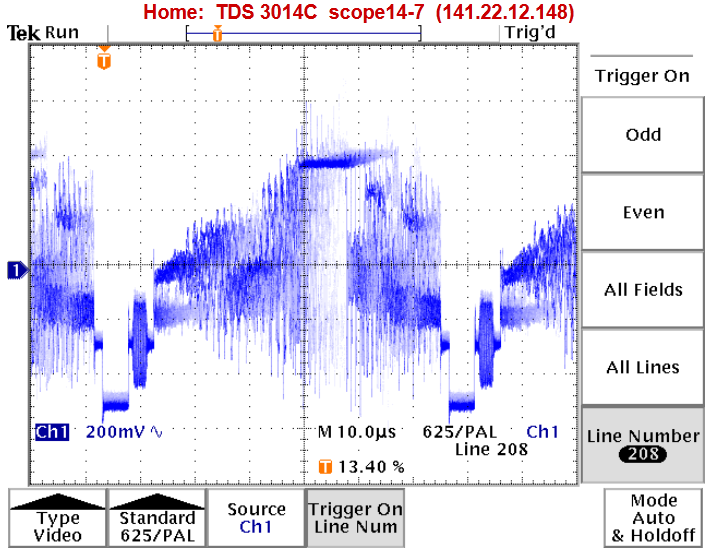 Home: TDS 3014C scope14-7 (141.22.12.148)
Tek Run
T
Trig'd
T
1
Ch1 200mV∿
M 10.0µs
625/PAL
Ch1
Line 208
T 13.40 %
Trigger On
Odd
Even
All Fields
All Lines
Line Number
208
Type
Video
Standard
625/PAL
Source
Ch1
Trigger On
Line Num
Mode
Auto
& Holdoff